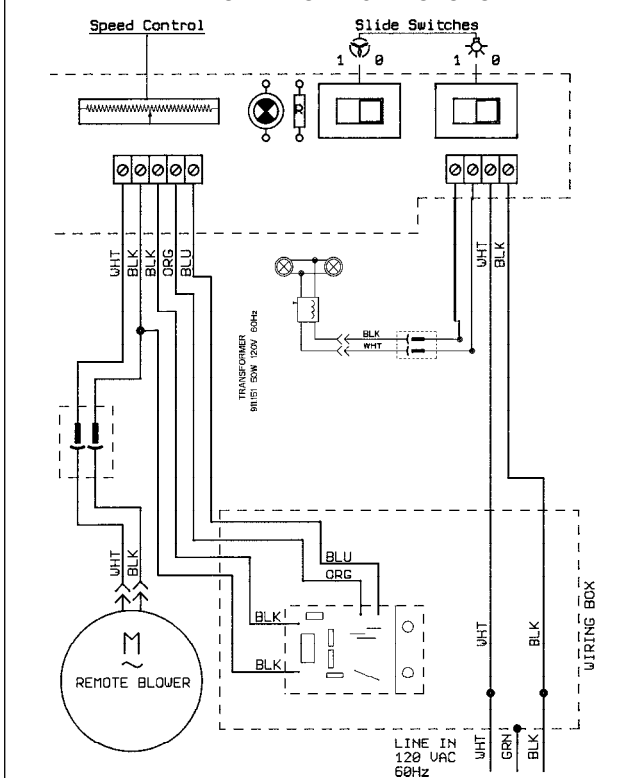 Speed Control
Slide Switches
1 0
1 0
R
WHT
BLK
BLK
ORG
BLU
WHT
BLK
TRANSFORMER
911151 50W 120V 60Hz
BLK
WHT
BLU
ORG
WHT
BLK
BLK
BLK
M
~
REMOTE BLOWER
WHT
BLK
WIRING BOX
LINE IN
120 VAC
60Hz
WHT
GRN
BLK